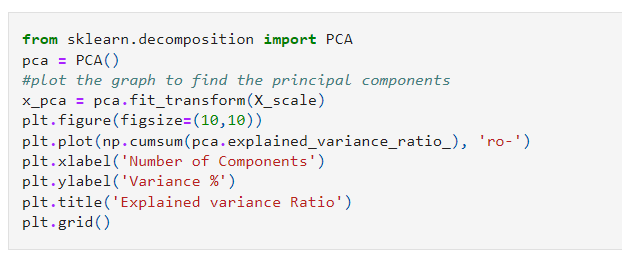 from sklearn.decomposition import PCA
pca = PCA()
#plot the graph to find the principal components
x_pca = pca.fit_transform(X_scale)
plt.figure(figsize=(10,10))
plt.plot(np.cumsum(pca.explained_variance_ratio_), 'ro-')
plt.xlabel('Number of Components')
plt.ylabel('Variance %')
plt.title('Explained variance Ratio')
plt.grid()